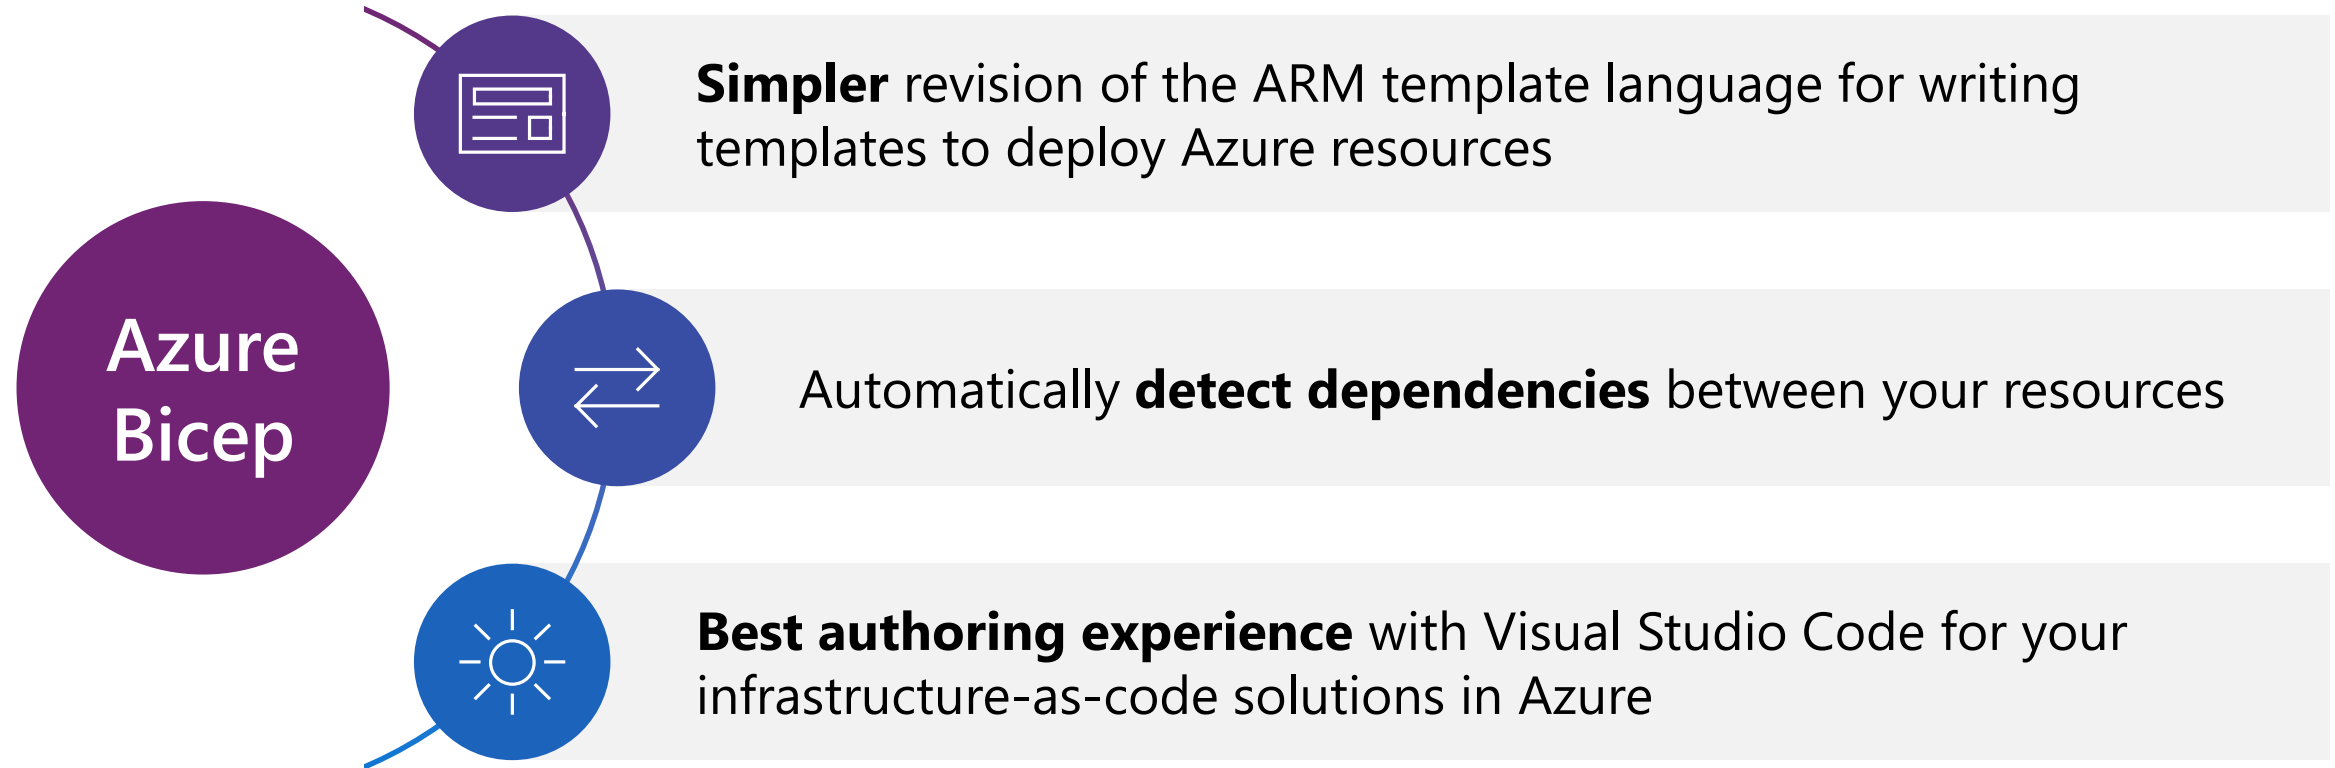 Azure
Bicep
Simpler revision of the ARM template language for writing
templates to deploy Azure resources
Automatically detect dependencies between your resources
Best authoring experience with Visual Studio Code for your
infrastructure-as-code solutions in Azure